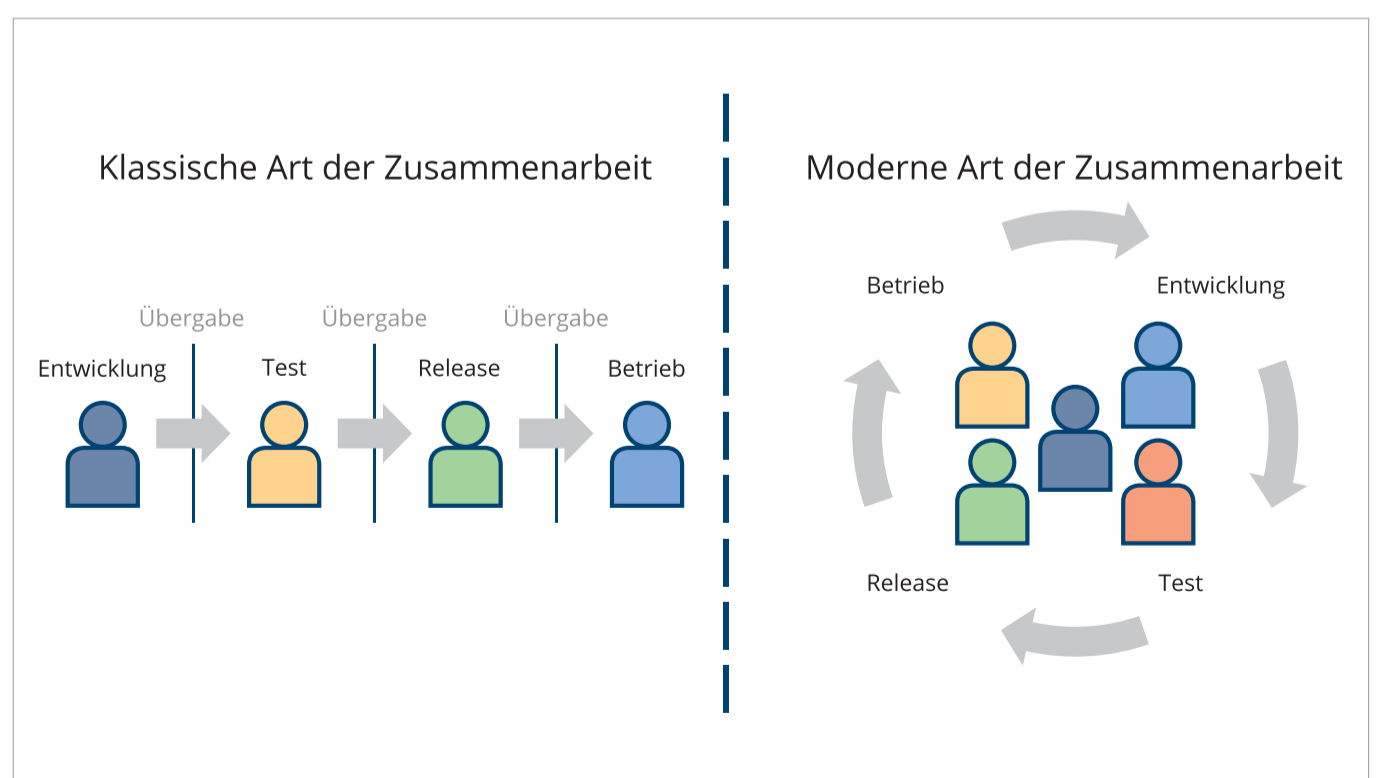 Klassische Art der Zusammenarbeit
Übergabe Übergabe Übergabe
Entwicklung Test Release Betrieb
Moderne Art der Zusammenarbeit
Betrieb Entwicklung
Release Test